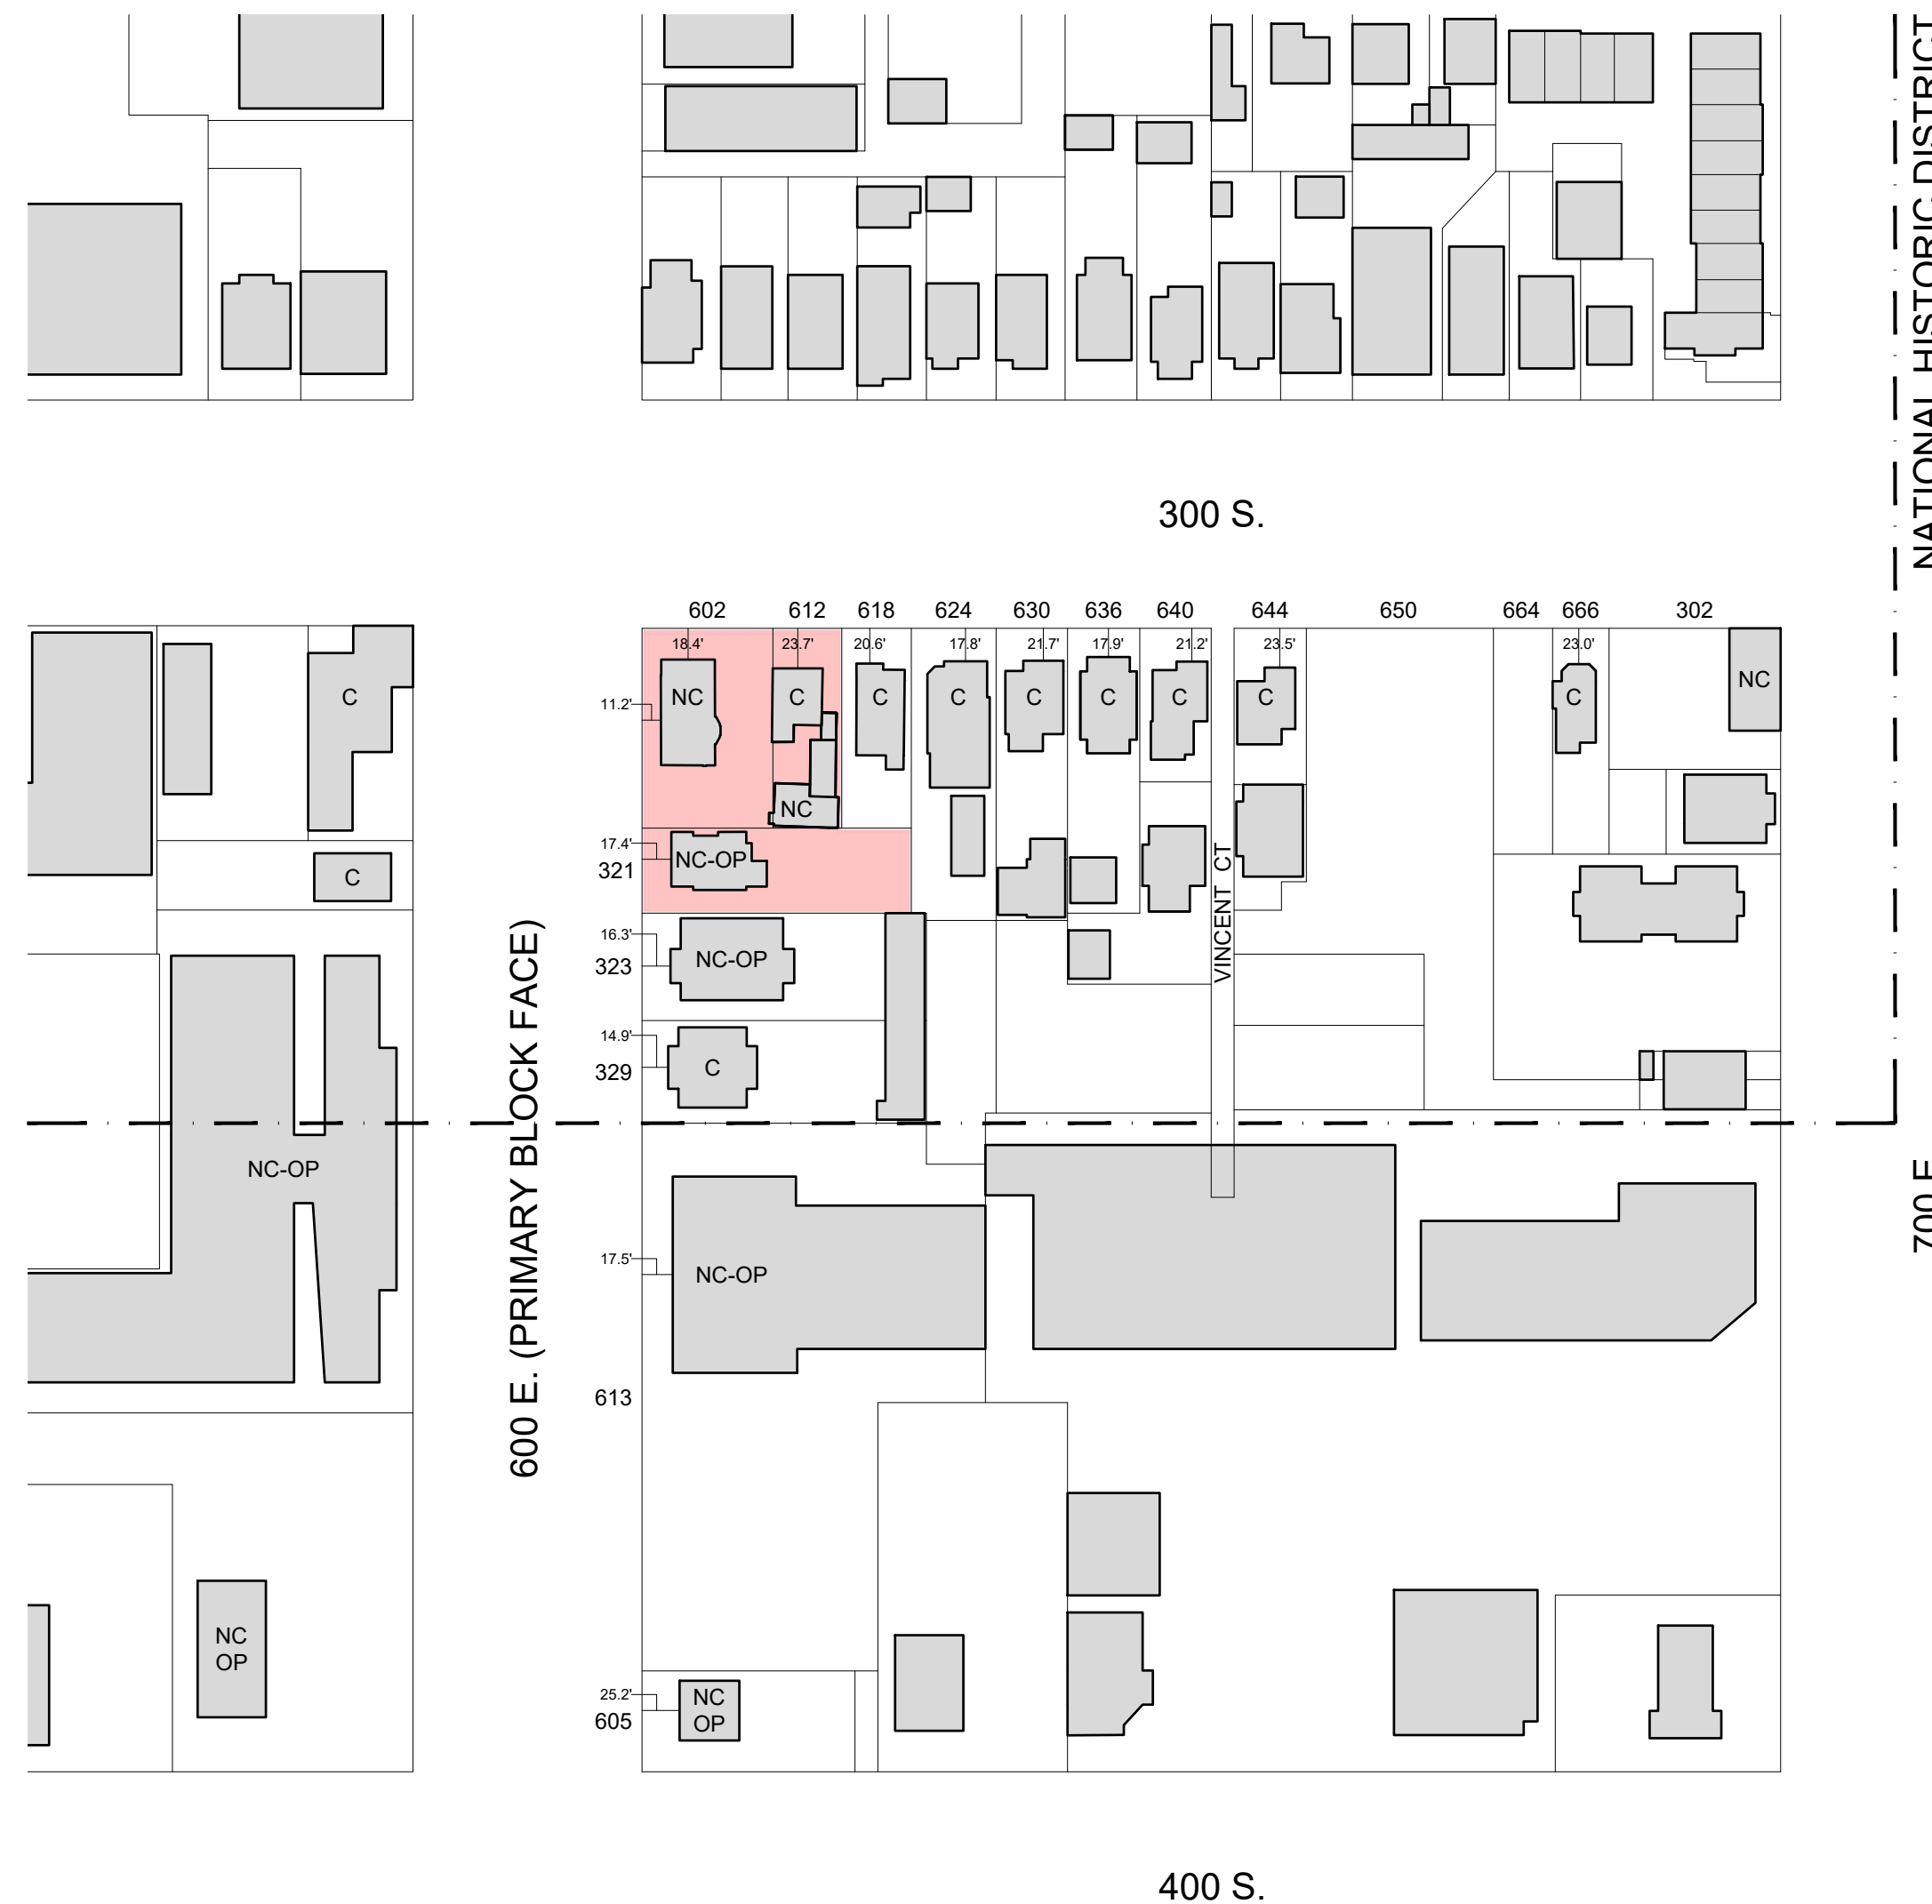 NATIONAL HISTORIC DISTRICT
300 S.
602 612 618 624 630 636 640 644 650 664 666 302
18.4' 23.7' 20.6' 17.8' 21.7' 17.9' 21.2' 23.5' 23.0'
NC C C C C C C C C NC
C
11.2'
NC
17.4'
321
NC-OP
C
VINCENT CT
16.3'
323
NC-OP
14.9'
329
C
600 E. (PRIMARY BLOCK FACE)
NC-OP
700 E
17.5'
NC-OP
613
NC
OP
25.2'
605
NC
OP
400 S.